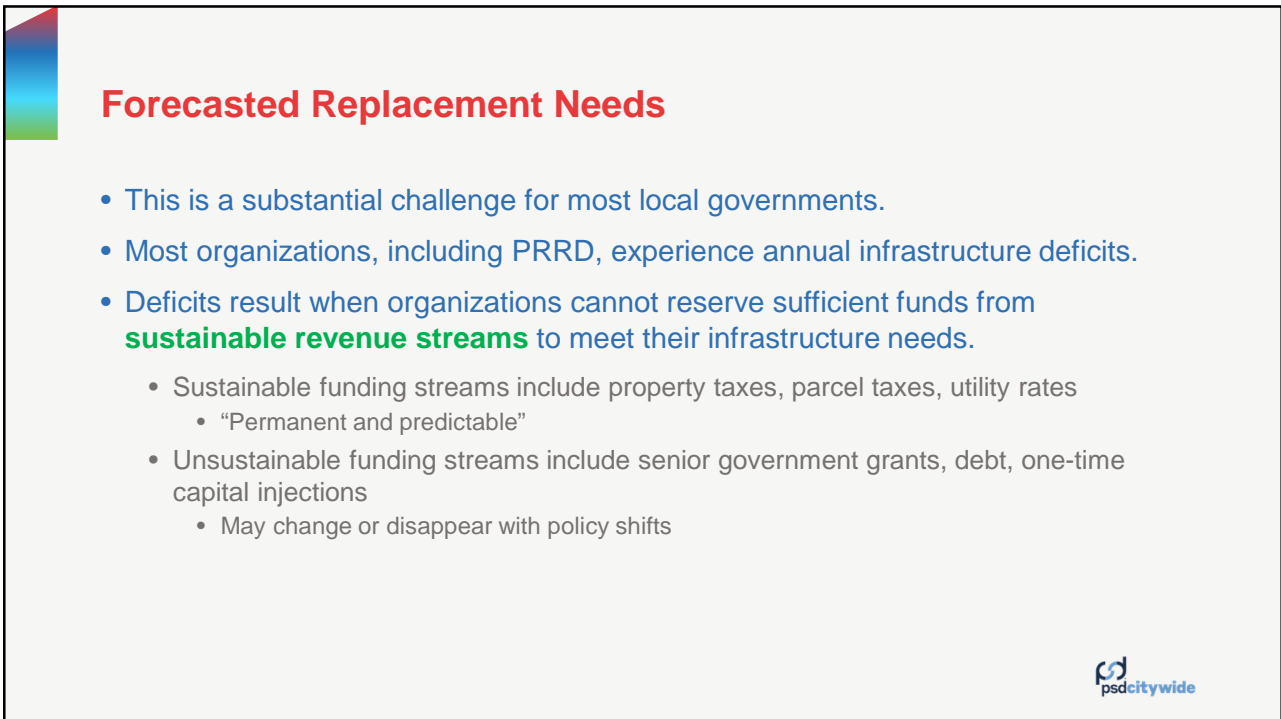 Forecasted Replacement Needs
• This is a substantial challenge for most local governments.
• Most organizations, including PRRD, experience annual infrastructure deficits.
• Deficits result when organizations cannot reserve sufficient funds from
sustainable revenue streams to meet their infrastructure needs.
• Sustainable funding streams include property taxes, parcel taxes, utility rates
• “Permanent and predictable”
• Unsustainable funding streams include senior government grants, debt, one-time
capital injections
• May change or disappear with policy shifts
psdcitywide